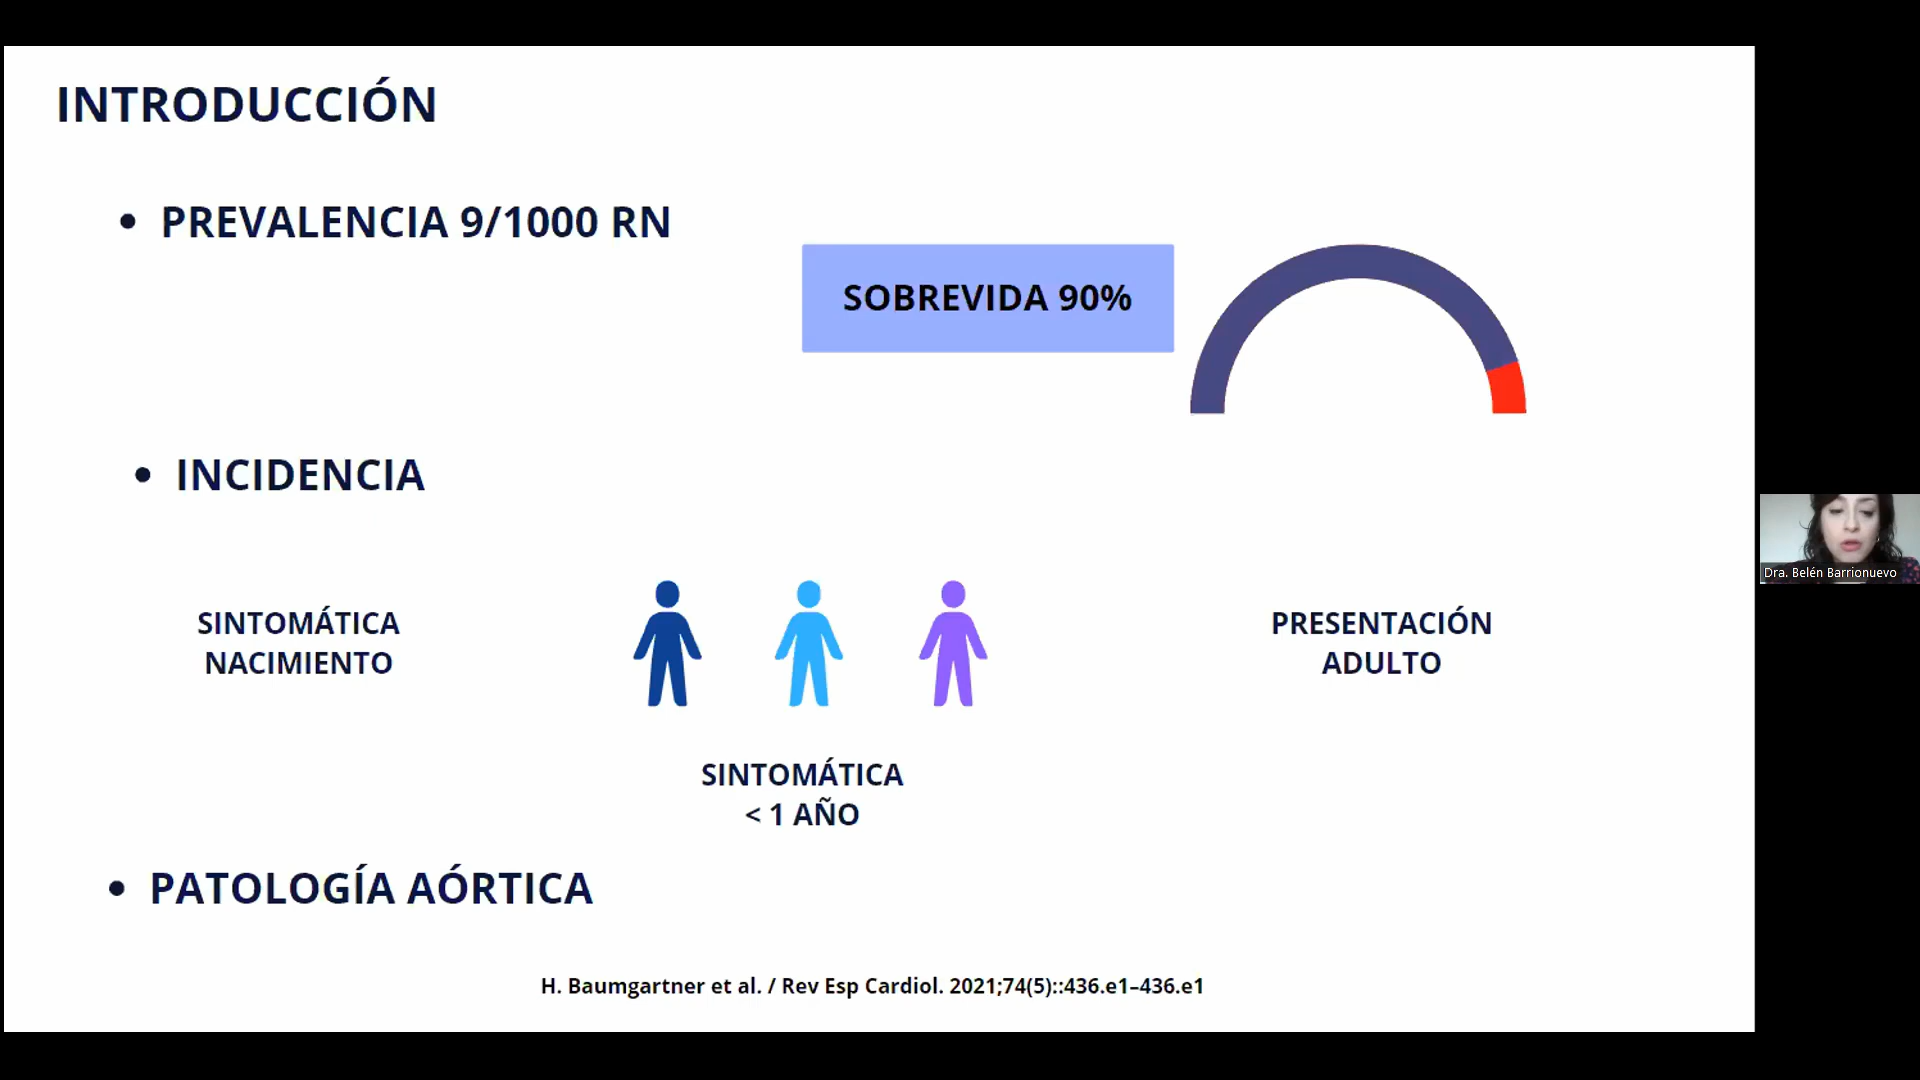 INTRODUCCIÓN
• PREVALENCIA 9/1000 RN
SOBREVIDA 90%
• INCIDENCIA
SINTOMÁTICA
NACIMIENTO
SINTOMÁTICA
< 1 AÑO
PRESENTACIÓN
ADULTO
Dra. Belén Barrionuevo
• PATOLOGÍA AÓRTICA
H. Baumgartner et al. / Rev Esp Cardiol. 2021;74(5)::436.e1–436.e1